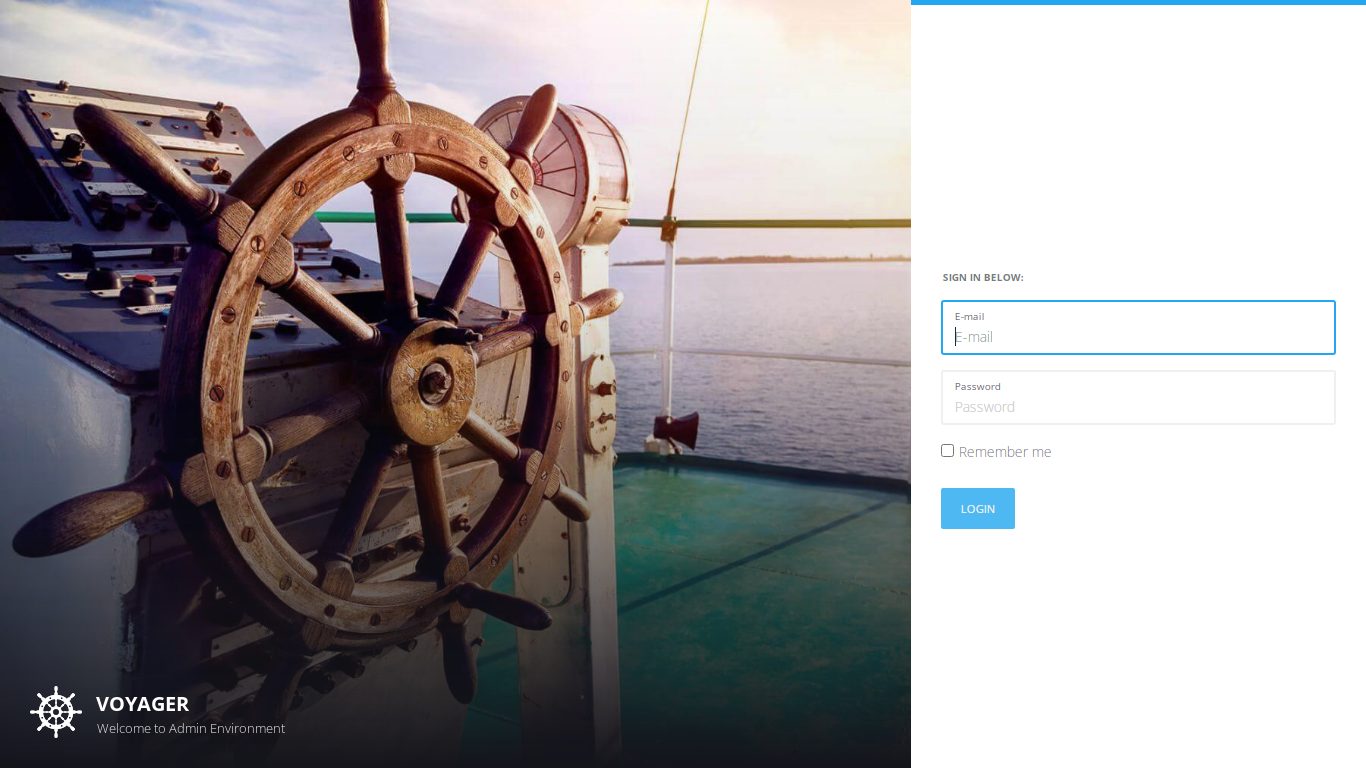 SIGN IN BELOW:
E-mail
E-mail
Password
Password
Remember me
LOGIN
VOYAGER
Welcome to Admin Environment